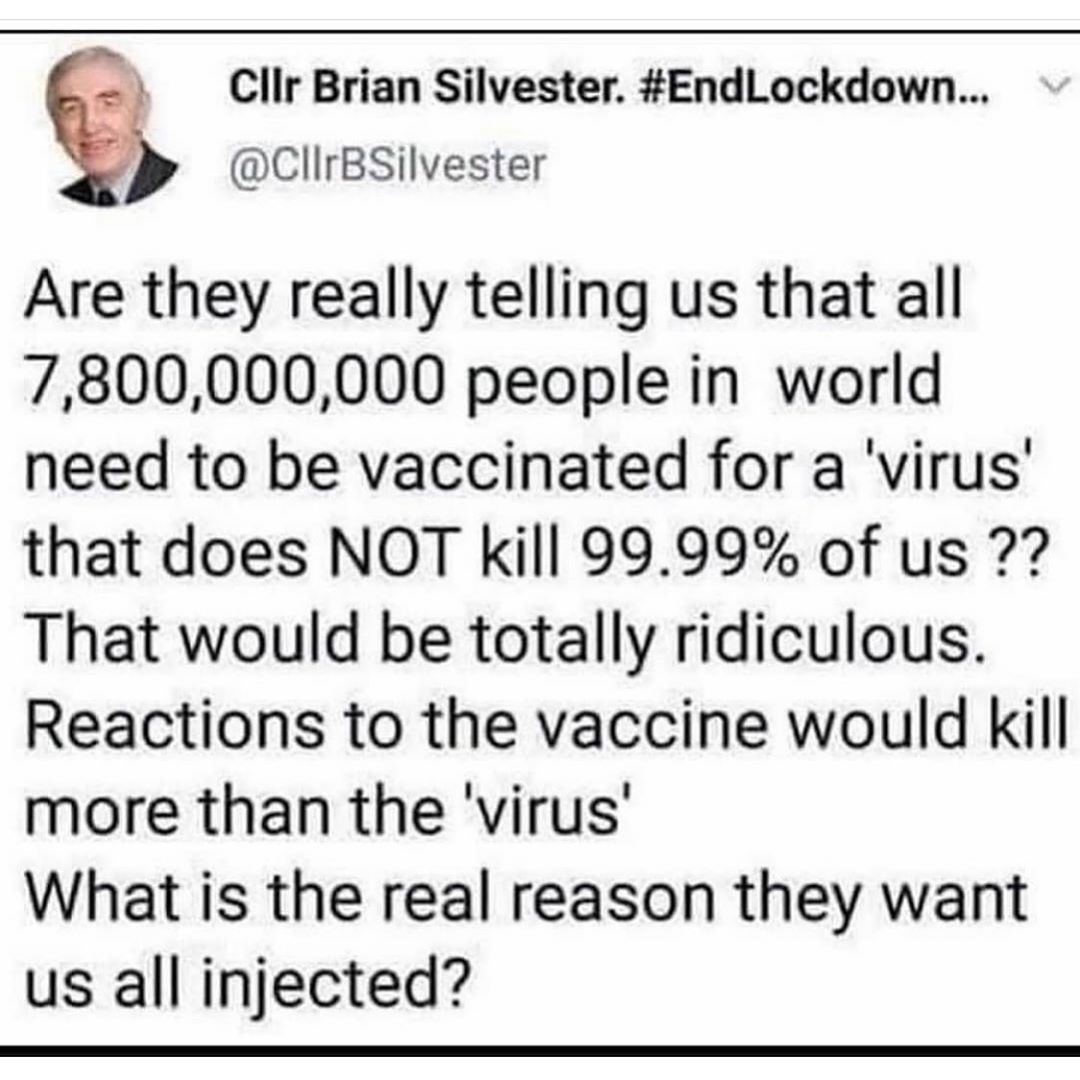 Cllr Brian Silvester. #EndLockdown...
@CllrBSilvester
Are they really telling us that all
7,800,000,000 people in world
need to be vaccinated for a 'virus'
that does NOT kill 99.99% of us ??
That would be totally ridiculous.
Reactions to the vaccine would kill
more than the 'virus'
What is the real reason they want
us all injected?